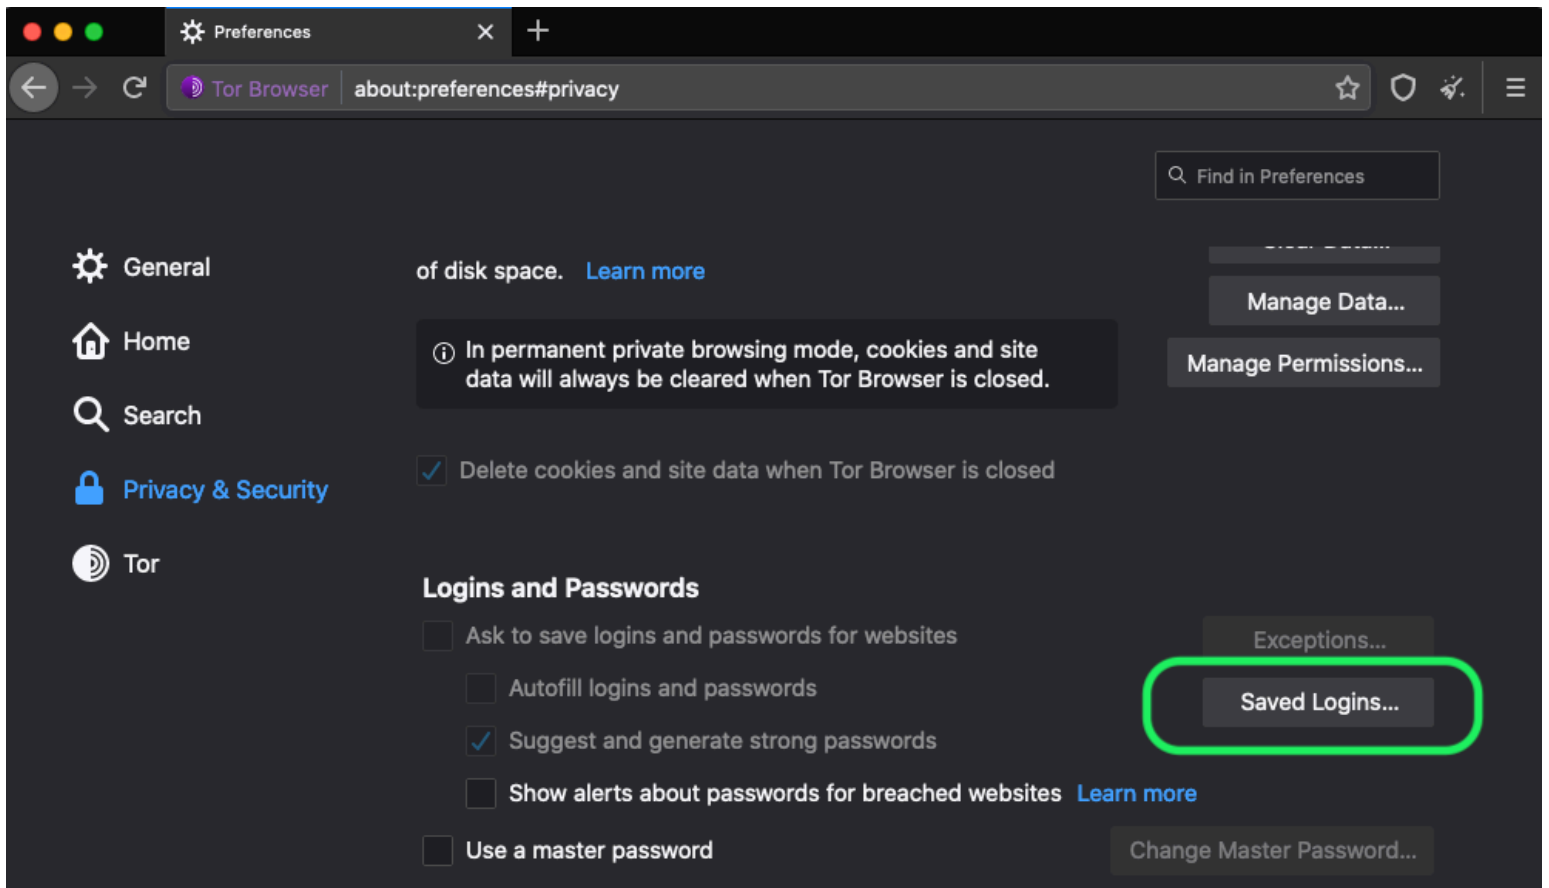 Preferences
Tor Browser about:preferences#privacy
Find in Preferences
General
Home
Search
Privacy & Security
Tor
of disk space. Learn more
Manage Data...
In permanent private browsing mode, cookies and site
data will always be cleared when Tor Browser is closed.
Manage Permissions...
Delete cookies and site data when Tor Browser is closed
Logins and Passwords
Ask to save logins and passwords for websites
Exceptions...
Autofill logins and passwords
Saved Logins...
Suggest and generate strong passwords
Show alerts about passwords for breached websites Learn more
Use a master password
Change Master Password...